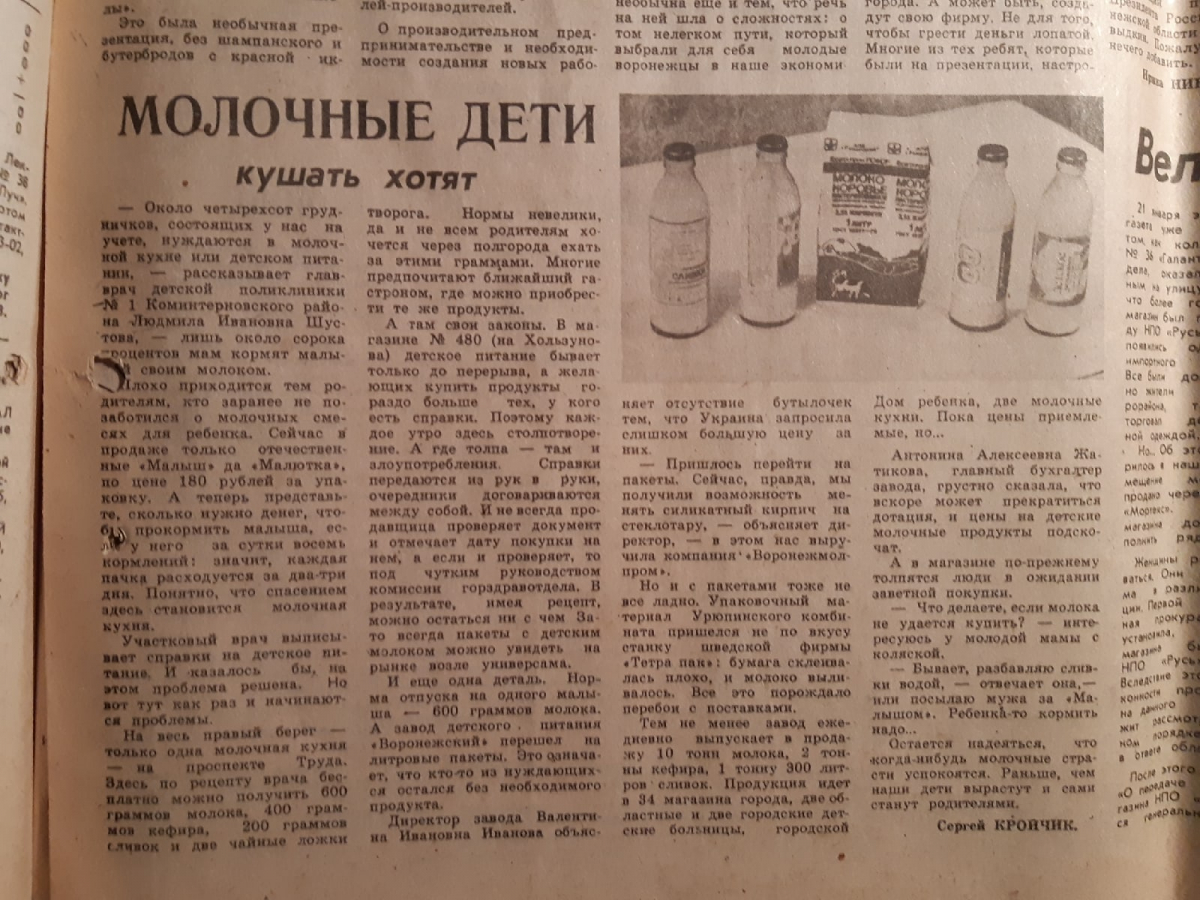 лы».
Это была необычная пре-
зентация, без шампанского и
бутербродов с красной ик-
лей-производителей.
О производительном пред-
принимательстве и необходи-
мости создания новых рабо-
необычна еще и тем, что речь
на ней шла о сложностях: о
том нелегком пути, который
выбрали для себя молодые
воронежцы в наше экономи-
города. А может быть, созда-
дут свою фирму. Не для того,
чтобы грести деньги лопатой.
Многие из тех ребят, которые
были на презентации, настро-
МОЛОЧНЫЕ ДЕТИ
кушать хотят
— Около четырехсот груд-
ничков, состоящих у нас на
учете, нуждаются в молоч-
ной кухне или детском пита-
нии, — рассказывает глав-
врач детской поликлиники
№ 1 Коминтерновского райо-
на Людмила Ивановна Шус-
това, — лишь около сорока
процентов мам кормят малы-
й своим молоком.
Плохо приходится тем ро-
дителям, кто заранее не по-
заботился о молочных сме-
сях для ребенка. Сейчас в
продаже только отечествен-
ные «Малыш» да «Малютка»,
по цене 180 рублей за упа-
ковку. А теперь представь-
те, сколько нужно денег, что-
бы прокормить малыша, ес-
ли у него за сутки восемь
кормлений: значит, каждая
пачка расходуется за два-три
дня. Понятно, что спасением
здесь становится молочная
кухня.
Участковый врач выписы-
вает справки на детское пи-
тание. И казалось бы, на
этом проблема решена. Но
вот тут как раз и начинают-
ся проблемы.
На весь правый берег —
только одна молочная кухня
— на проспекте Труда.
Здесь по рецепту врача бес-
платно можно получить 600
граммов молока, 400 грам-
мов кефира, 200 граммов
сливок и две чайные ложки
творога. Нормы невелики,
да и не всем родителям хо-
чется через полгорода ехать
за этими граммами. Многие
предпочитают ближайший га-
строном, где можно приобрес-
ти те же продукты.
А там свои законы. В ма-
газине № 480 (на Хользуно-
ва) детское питание бывает
только до перерыва, а жела-
ющих купить продукты го-
раздо больше тех, у кого
есть справки. Поэтому каж-
дое утро здесь столпотворе-
ние. А где толпа — там и
злоупотребления. Справки
передаются из рук в руки,
очередники договариваются
между собой. И не всегда про-
давщица проверяет документ
и отмечает дату покупки на
нем, а если и проверяет, то
под чутким руководством
комиссии горздравотдела. В
результате, имея рецепт,
можно остаться ни с чем За-
то всегда пакеты с детским
молоком можно увидеть на
рынке возле универсама.
И еще одна деталь. Нор-
ма отпуска на одного малы-
ша — 600 граммов молока.
А завод детского питания
«Воронежский» перешел на
литровые пакеты. Это означа-
ет, что кто-то из нуждающих-
ся остался без необходимого
продукта.
Директор завода Валенти-
на Ивановна Иванова объяс-
МОЛОКО
КОРОВЬЕ
1 литр
няет отсутствие бутылочек
тем, что Украина запросила
слишком большую цену за
них.
— Пришлось перейти на
пакеты. Сейчас, правда, мы
получили возможность ме-
нять силикатный кирпич на
стеклотару, — объясняет ди-
ректор, — в этом нас выру-
чила компания «Воронежмол-
пром».
Но и с пакетами тоже не
все ладно. Упаковочный ма-
териал Урюпинского комби-
ната пришелся не по вкусу
станку шведской фирмы
«Тетра пак»: бумага склеива-
лась плохо, и молоко выли-
валось. Все это порождало
перебои с поставками.
Тем не менее завод еже-
дневно выпускает в прода-
жу 10 тонн молока, 2 тон-
ны кефира, 1 тонну 300 лит-
ров сливок. Продукция идет
в 34 магазина города, две об-
ластные и две городские дет-
ские больницы, городской
Дом ребенка, две молочные
кухни. Пока цены приемле-
мые, но...
Антонина Алексеевна Жа-
тикова, главный бухгалтер
завода, грустно сказала, что
вскоре может прекратиться
дотация, и цены на детские
молочные продукты подско-
чат.
А в магазине по-прежнему
толпятся люди в ожидании
заветной покупки.
— Что делаете, если молока
не удается купить? — инте-
ресуюсь у молодой мамы с
коляской.
— Бывает, разбавляю слив-
ки водой, — отвечает она,—
или посылаю мужа за «Ма-
лышом». Ребенка-то кормить
надо...
Остается надеяться, что
когда-нибудь молочные стра-
сти успокоятся. Раньше, чем
наши дети вырастут и сами
станут родителями.
Сергей КРОЙЧИК.
Вел
21 января
газета уже
№ 36 «Галант